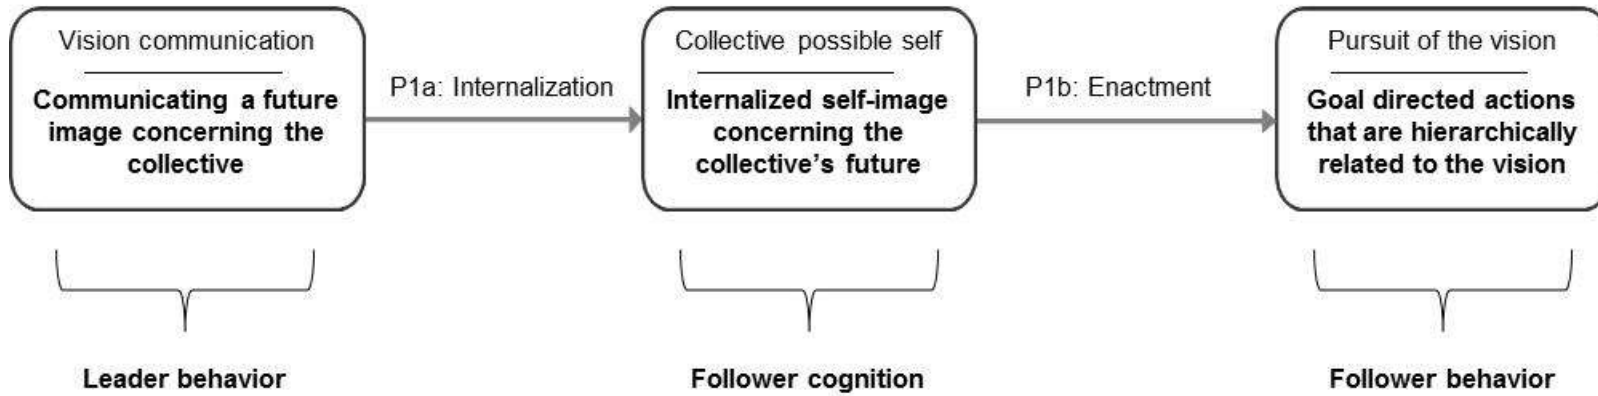 Vision communication
Communicating a future
image concerning the
collective
P1a: Internalization
Collective possible self
Internalized self-image
concerning the
collective’s future
P1b: Enactment
Pursuit of the vision
Goal directed actions
that are hierarchically
related to the vision
Leader behavior
Follower cognition
Follower behavior